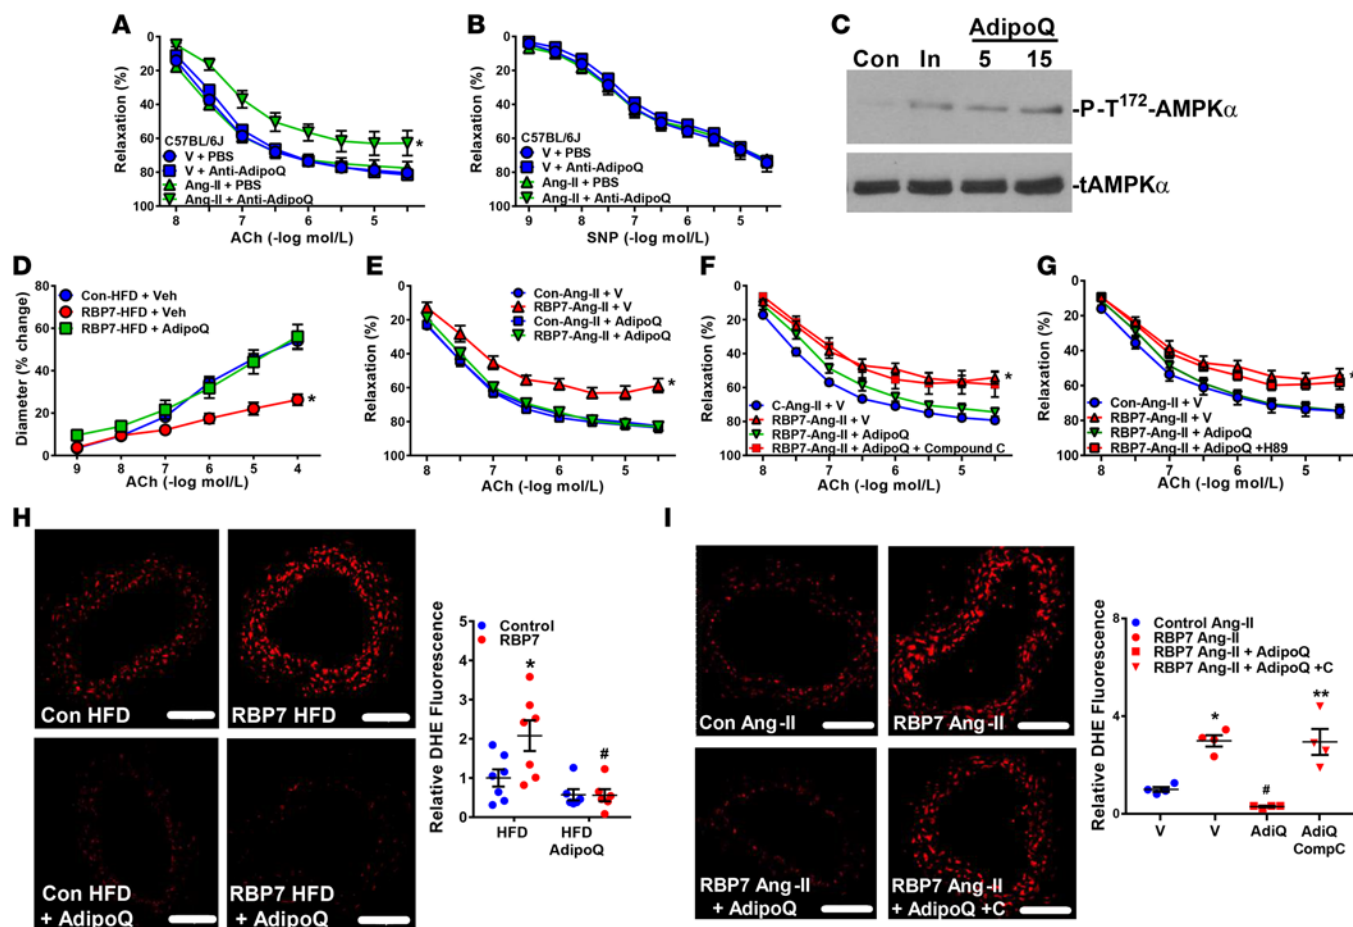 A
0
20
40
60
80
100
Relaxation (%)
C57BL/6J
V + PBS
V + Anti-AdipoQ
Ang-II + PBS
Ang-II + Anti-AdipoQ
*
8 7 6 5
ACh (-log mol/L)
B
0
20
40
60
80
100
Relaxation (%)
C57BL/6J
V + PBS
V + Anti-AdipoQ
Ang-II + PBS
Ang-II + Anti-AdipoQ
9 8 7 6 5
SNP (-log mol/L)
C
AdipoQ
Con In 5 15
-P-T172-AMPKα
-tAMPKα
D
80
60
40
20
0
Diameter (% change)
Con-HFD + Veh
RBP7-HFD + Veh
RBP7-HFD + AdipoQ
*
9 8 7 6 5 4
ACh (-log mol/L)
E
0
20
40
60
80
100
Relaxation (%)
Con-Ang-II + V
RBP7-Ang-II + V
Con-Ang-II + AdipoQ
RBP7-Ang-II + AdipoQ
*
8 7 6 5
ACh (-log mol/L)
F
0
20
40
60
80
100
Relaxation (%)
*
C-Ang-II + V
RBP7-Ang-II + V
RBP7-Ang-II + AdipoQ
RBP7-Ang-II + AdipoQ + Compound C
8 7 6 5
ACh (-log mol/L)
G
0
20
40
60
80
100
Relaxation (%)
*
Con-Ang-II + V
RBP7-Ang-II + V
RBP7-Ang-II + AdipoQ
RBP7-Ang-II + AdipoQ +H89
8 7 6 5
ACh (-log mol/L)
H
Con HFD
RBP7 HFD
Con HFD
+ AdipoQ
RBP7 HFD
+ AdipoQ
Relative DHE Fluorescence
5
4
3
2
1
0
Control
RBP7
*
#
HFD HFD
AdipoQ
I
Con Ang-II
RBP7 Ang-II
RBP7 Ang-II
+ AdipoQ
RBP7 Ang-II
+ AdipoQ +C
Relative DHE Fluorescence
8
4
0
Control Ang-II
RBP7 Ang-II
RBP7 Ang-II + AdipoQ
RBP7 Ang-II + AdipoQ +C
*
#
**
V V AdiQ AdiQ
CompC